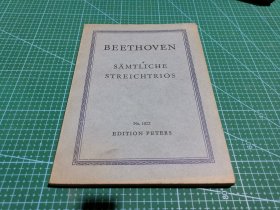 BEETHOVEN
SÄMTLICHE
STREICHTRIOS
EDITION PETERS